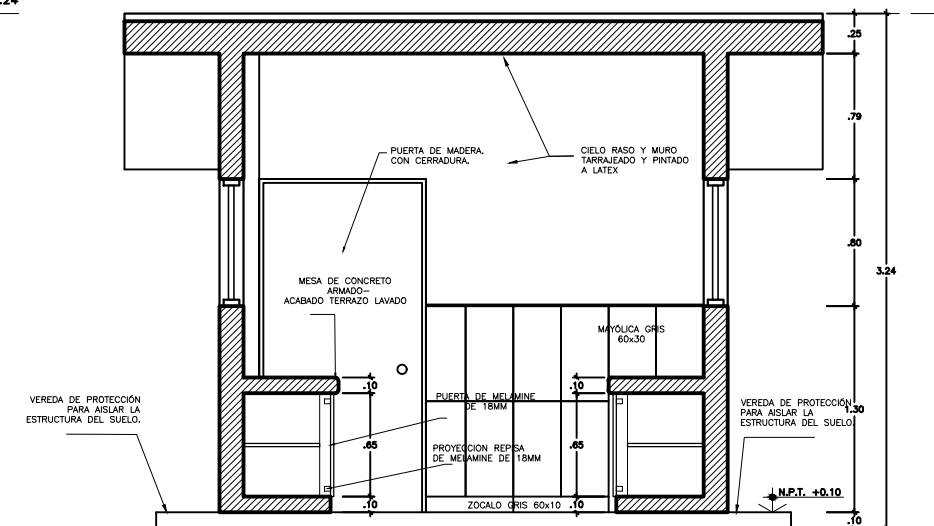 .24
.25
.79
PUERTA DE MADERA.
CON CERRADURA.
CIELO RASO Y MURO
TARRAJEADO Y PINTADO
A LATEX
.80
3.24
MESA DE CONCRETO
ARMADO-
ACABADO TERRAZO LAVADO
MAYÓLICA GRIS
60x30
.10
.10
VEREDA DE PROTECCIÓN
PARA AISLAR LA
ESTRUCTURA DEL SUELO.
PUERTA DE MELAMINE
DE 18MM
VEREDA DE PROTECCIÓN
PARA AISLAR LA
ESTRUCTURA DEL SUELO.
1.30
.65
.65
PROYECCION REPISA
DE MELAMINE DE 18MM
N.P.T. +0.10
.10
ZOCALO GRIS 60x10
.10
.10